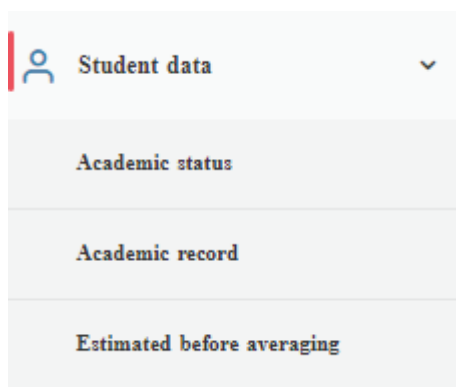 Student data
Academic status
Academic record
Estimated before averaging